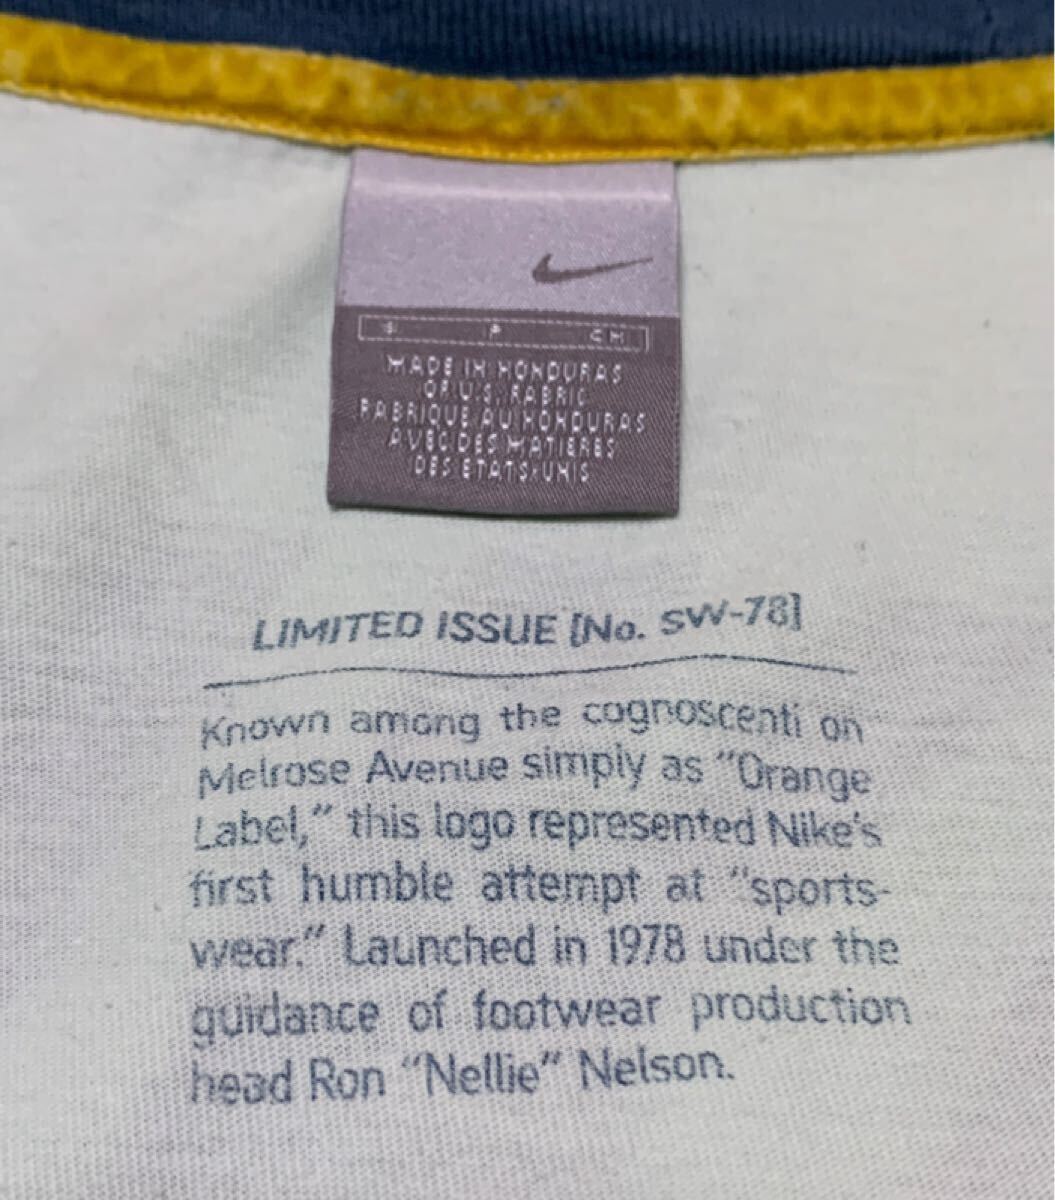 S P CH
MADE IN HONDURAS
OF U.S. FABRIC
FABRIQUE AU HONDURAS
AVEC DES MATIERES
DES ETATS-UNIS
LIMITED ISSUE [No. SW-78]
Known among the cognoscenti on
Melrose Avenue simply as "Orange
Label," this logo represented Nike's
first humble attempt at "sports-
wear." Launched in 1978 under the
guidance of footwear production
head Ron "Nellie" Nelson.